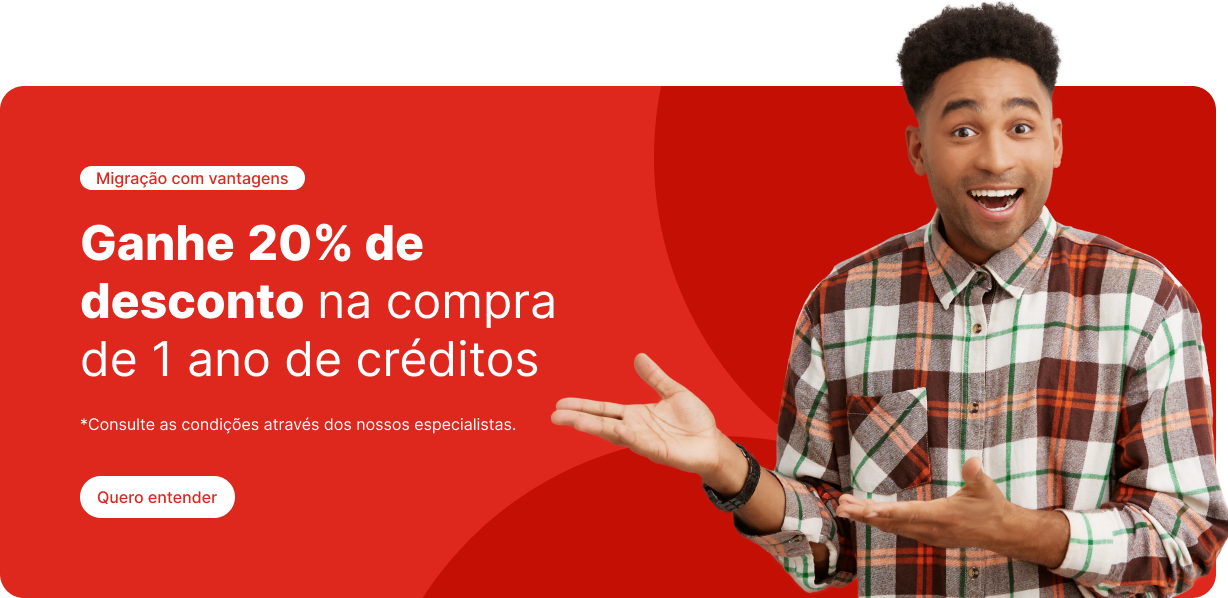 Migração com vantagens
Ganhe 20% de
desconto na compra
de 1 ano de créditos
*Consulte as condições através dos nossos especialistas.
Quero entender